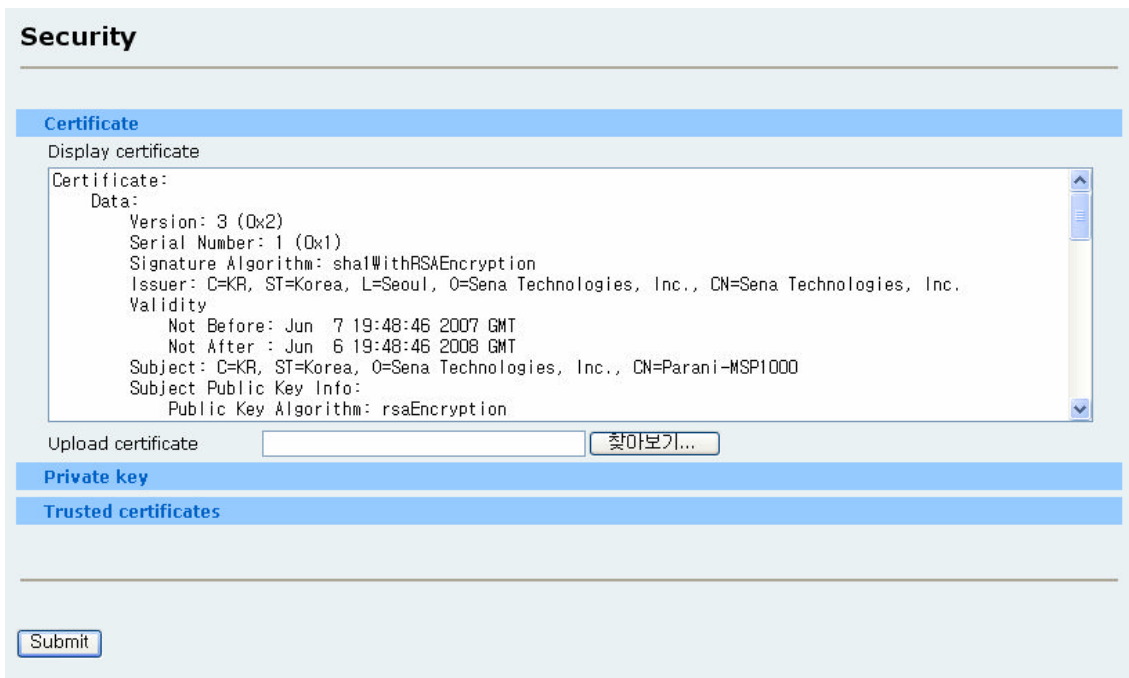 Security
Certificate
Display certificate
Certificate:
    Data:
        Version: 3 (0x2)
        Serial Number: 1 (0x1)
        Signature Algorithm: sha1WithRSAEncryption
        Issuer: C=KR, ST=Korea, L=Seoul, O=Sena Technologies, Inc., CN=Sena Technologies, Inc.
        Validity
            Not Before: Jun  7 19:48:46 2007 GMT
            Not After : Jun  6 19:48:46 2008 GMT
        Subject: C=KR, ST=Korea, O=Sena Technologies, Inc., CN=Parani-MSP1000
        Subject Public Key Info:
            Public Key Algorithm: rsaEncryption
Upload certificate 찾아보기...
Private key
Trusted certificates
Submit